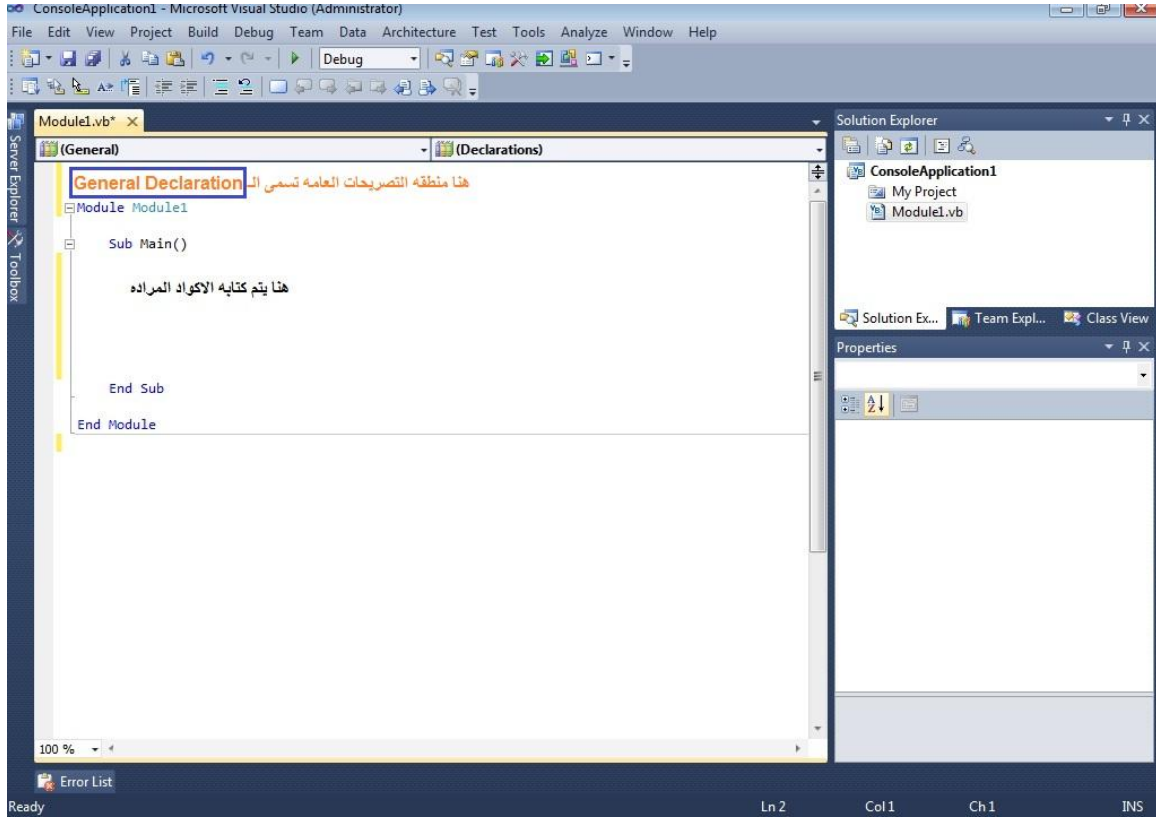 ConsoleApplication1 - Microsoft Visual Studio (Administrator)
File Edit View Project Build Debug Team Data Architecture Test Tools Analyze Window Help
Debug
Server Explorer
Toolbox
Module1.vb*
(General)
(Declarations)
هنا منطقه التصريحات العامه تسمى الـ General Declaration
Module Module1
Sub Main()
هنا يتم كتابه الاكواد المراده
End Sub
End Module
100 %
Solution Explorer
ConsoleApplication1
My Project
Module1.vb
Solution Ex... Team Expl... Class View
Properties
Error List
Ready Ln 2 Col 1 Ch 1 INS